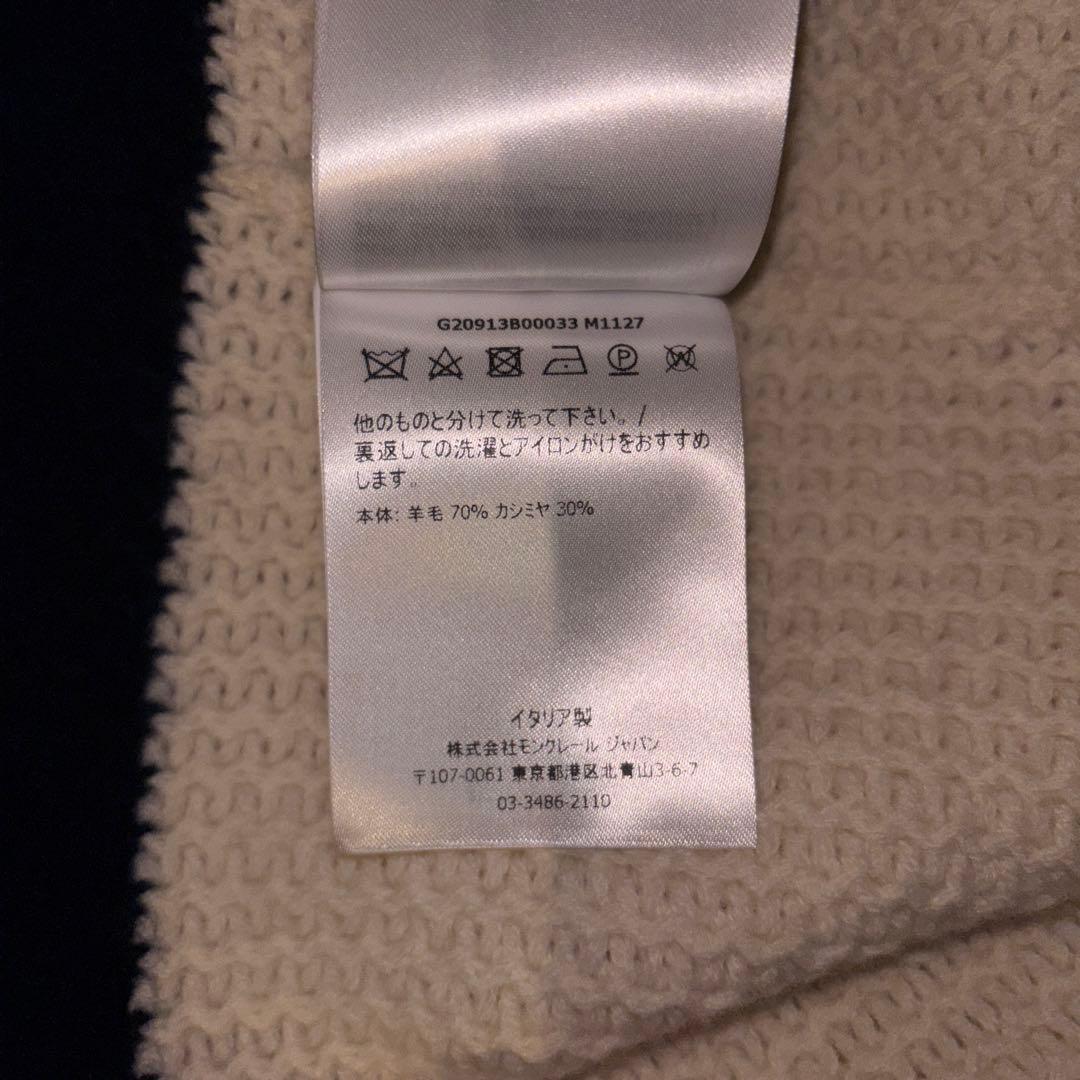 G20913B00033 M1127
P
W
他のものと分けて洗って下さい。/
裏返しての洗濯とアイロンがけをおすすめ
します。
本体: 羊毛 70% カシミヤ 30%
イタリア製
株式会社モンクレール ジャパン
〒107-0061 東京都港区北青山3-6-7
03-3486-2110